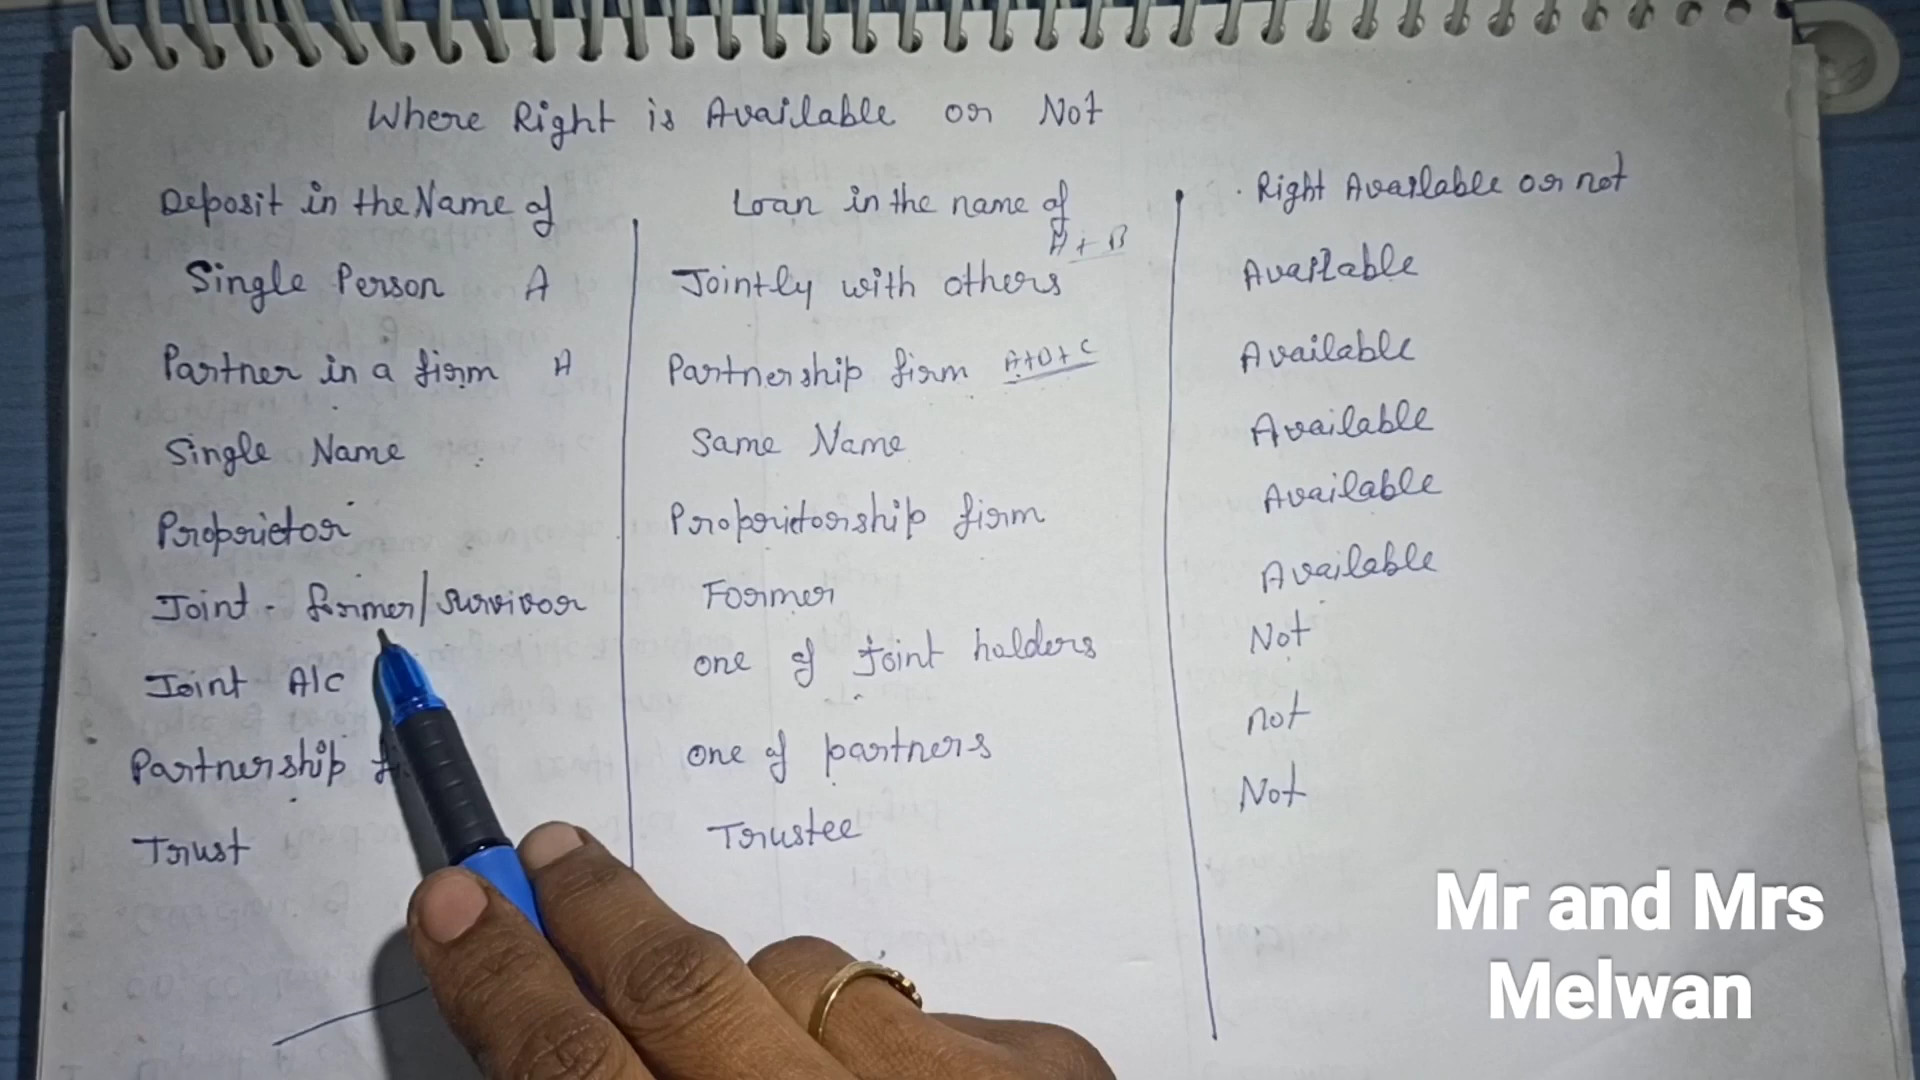 Where Right is Available or Not
Deposit in the Name of Loan in the name of Right Available or not
A + B
Single Person A Jointly with others Available
Partner in a firm A Partnership firm A+B+C Available
Single Name Same Name Available
Proprietor Proprietorship firm Available
Joint - former/survivor Former Available
Joint A/C one of joint holders Not
Partnership one of partners not
Trust Trustee Not
Mr and Mrs
Melwan